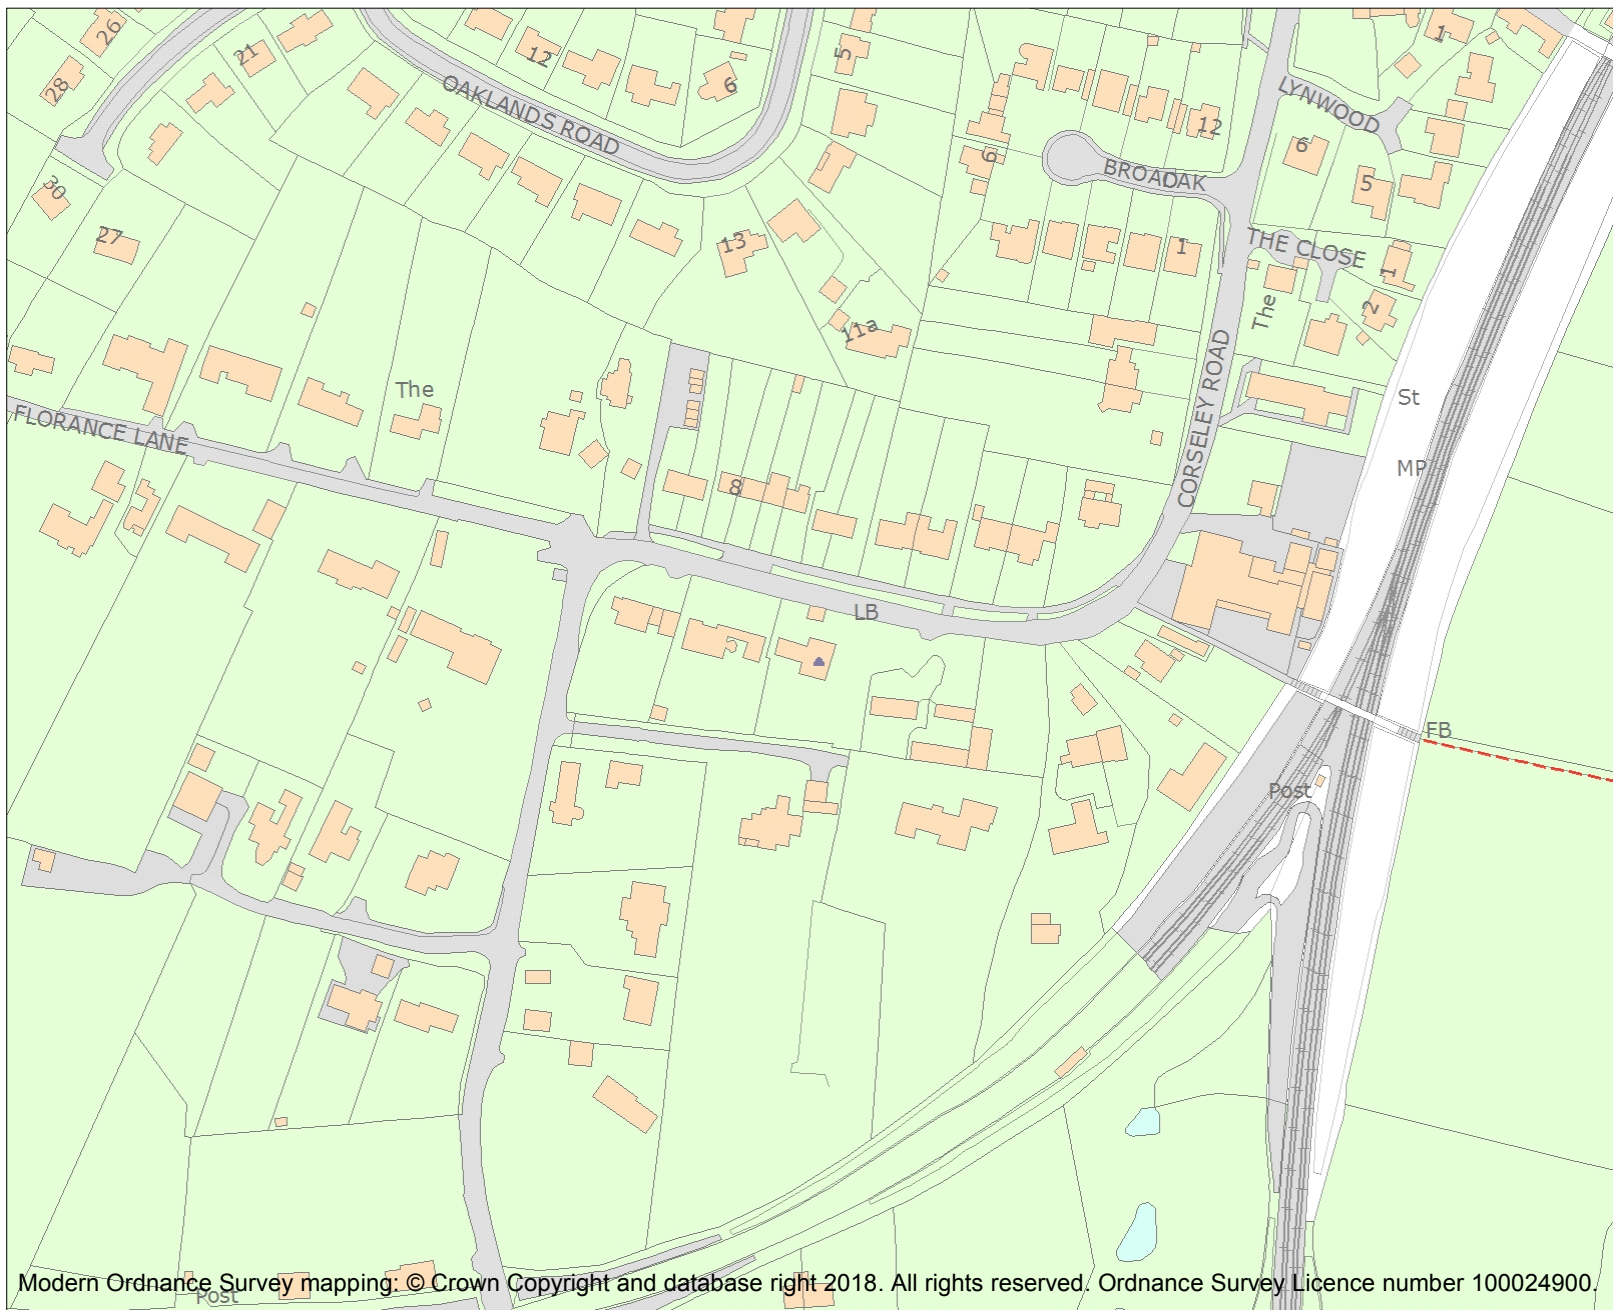 26
21
12
6
5
12
LYNWOOD
1
28
OAKLANDS ROAD
6
6
5
BROADOAK
30
27
13
1
THE CLOSE
1
2
11a
The
The
FLORANCE LANE
CORSELEY ROAD
St
MP
8
LB
FB
Post
Modern Ordnance Survey mapping: © Crown Copyright and database right 2018. All rights reserved. Ordnance Survey Licence number 100024900.
Post